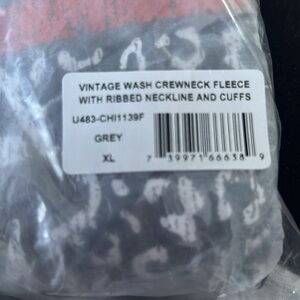 VINTAGE WASH CREWNECK FLEECE
WITH RIBBED NECKLINE AND CUFFS
U483-CHI1139F
GREY
XL
7 39971 66638 9